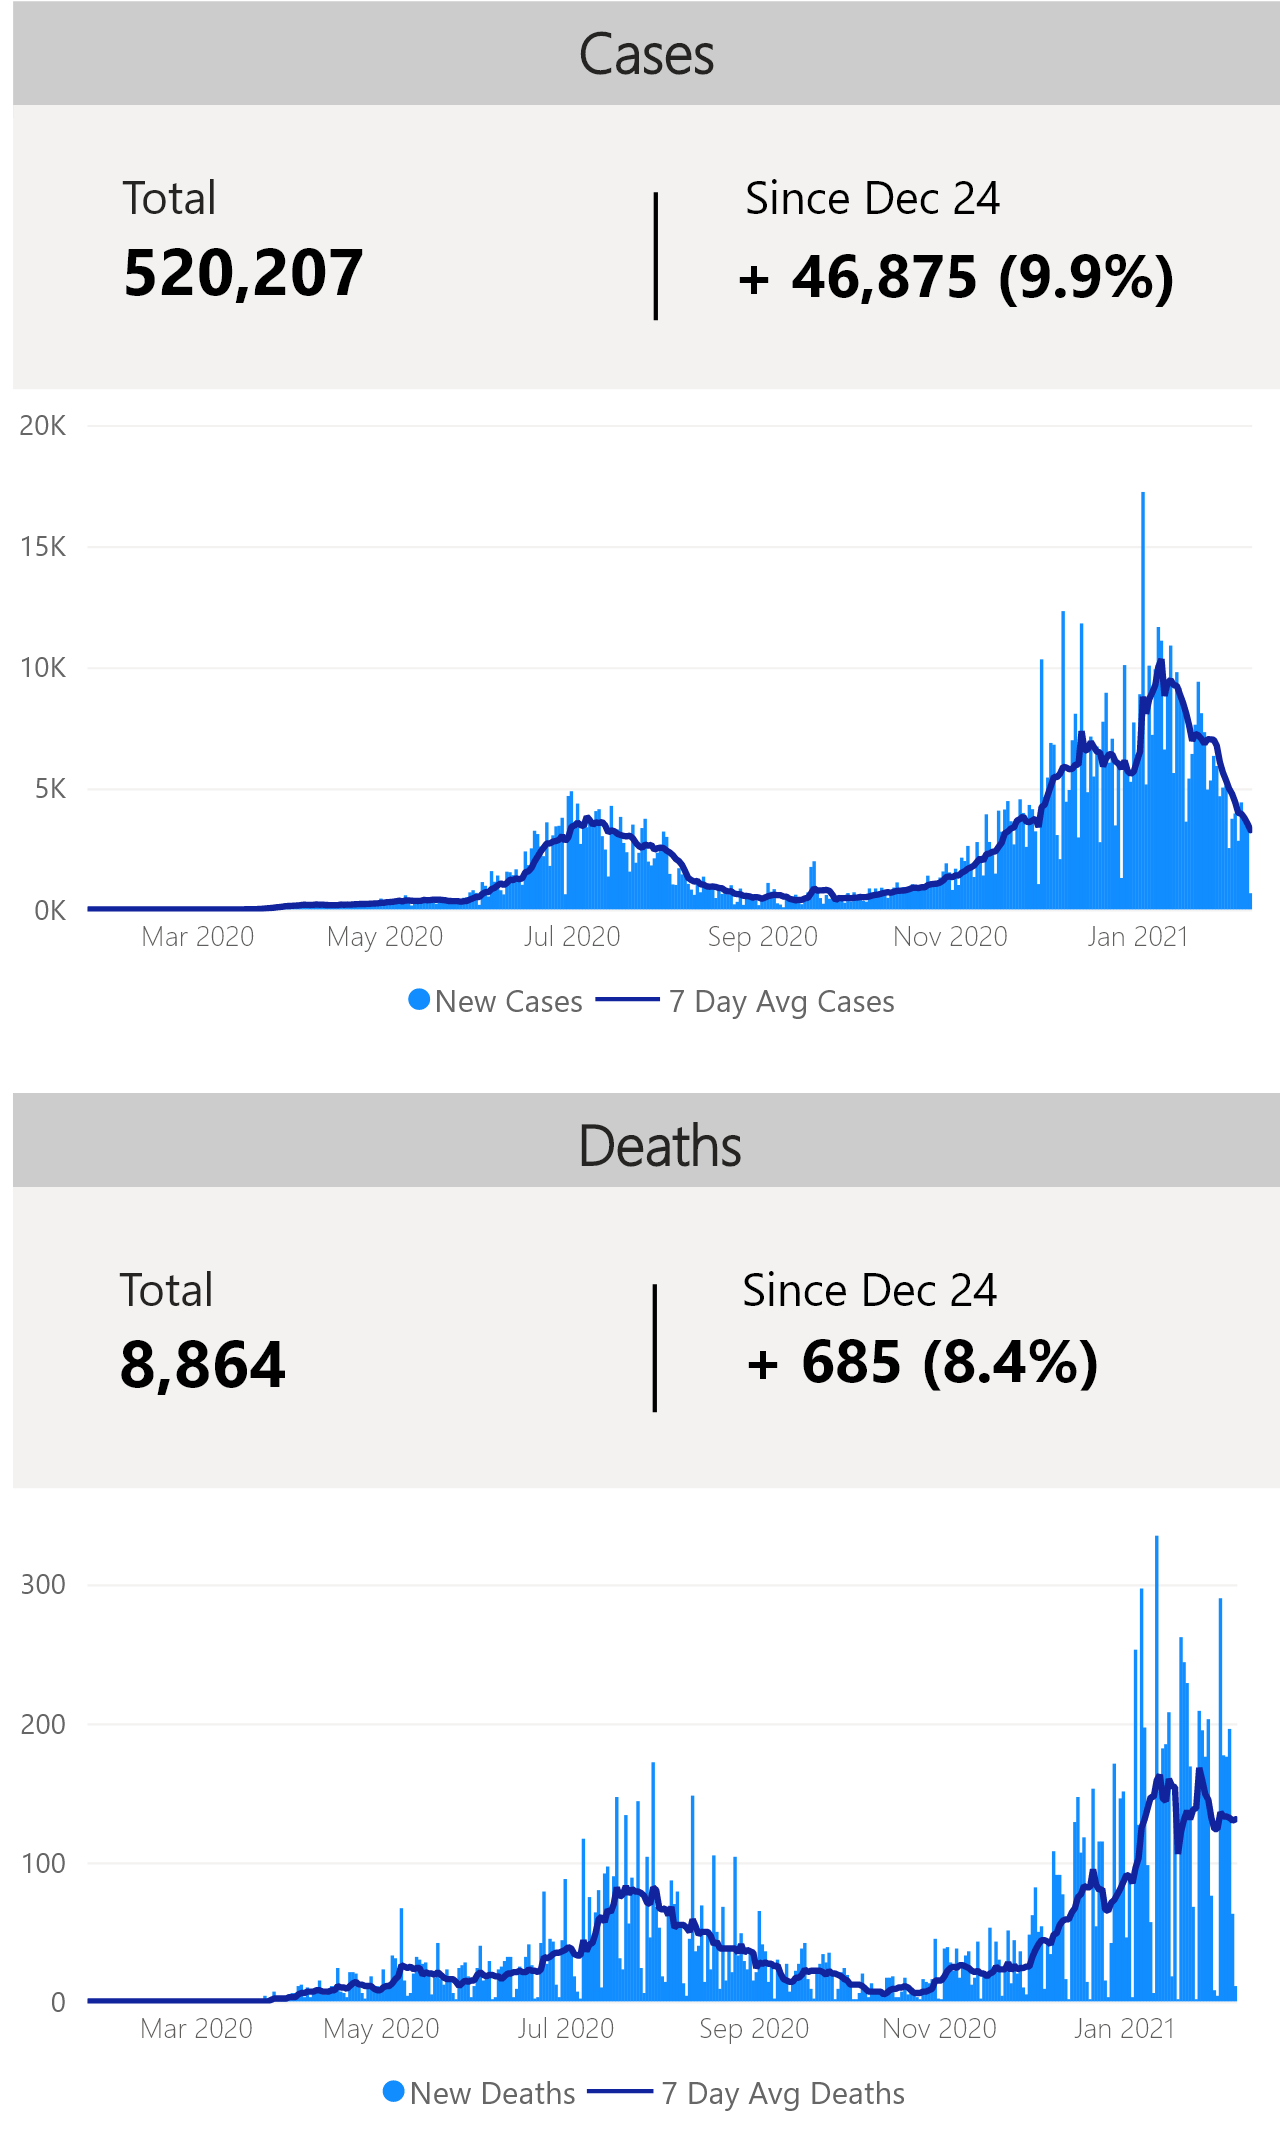 Cases
Total
Since Dec 24
520,207
+ 46,875 (9.9%)
20K
15K
10K
5K
0K
Mar 2020 May 2020 Jul 2020 Sep 2020 Nov 2020 Jan 2021
New Cases 7 Day Avg Cases
Deaths
Total
Since Dec 24
8,864
+ 685 (8.4%)
300
200
100
0
Mar 2020 May 2020 Jul 2020 Sep 2020 Nov 2020 Jan 2021
New Deaths 7 Day Avg Deaths